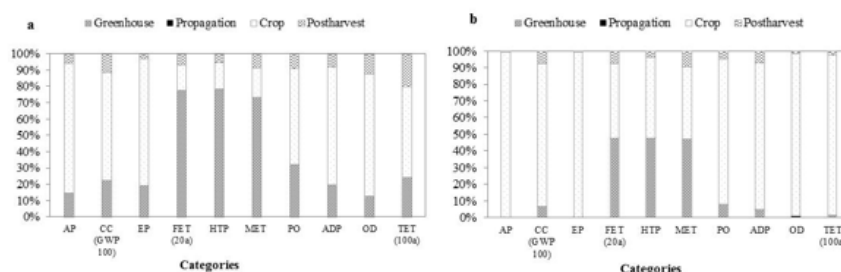 a
Greenhouse Propagation Crop Postharvest
100%
90%
80%
70%
60%
50%
40%
30%
20%
10%
0%
AP CC EP FET HTP MET PO ADP OD TET
(GWP (20a) (100a)
100)
Categories
b
Greenhouse Propagation Crop Postharvest
100%
90%
80%
70%
60%
50%
40%
30%
20%
10%
0%
AP CC EP FET HTP MET PO ADP OD TET
(GWP (20a) (100a)
100)
Categories